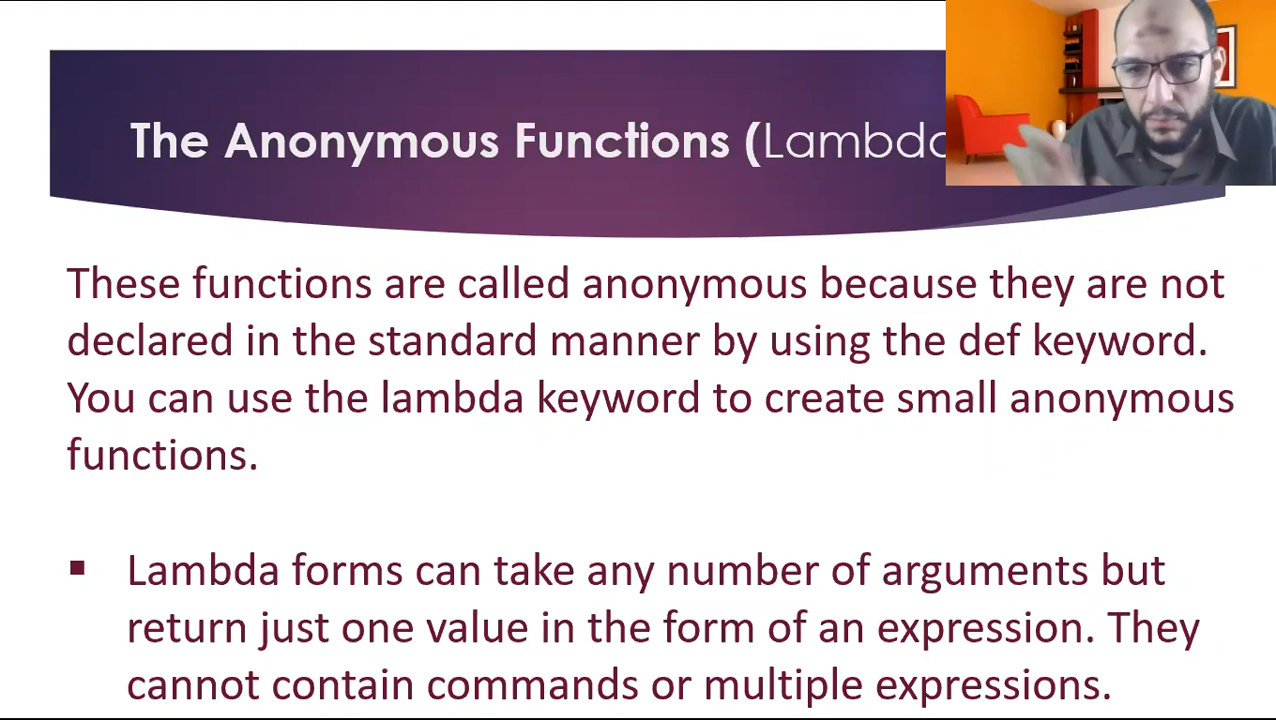 The Anonymous Functions (Lambda
These functions are called anonymous because they are not
declared in the standard manner by using the def keyword.
You can use the lambda keyword to create small anonymous
functions.
▪ Lambda forms can take any number of arguments but
return just one value in the form of an expression. They
cannot contain commands or multiple expressions.